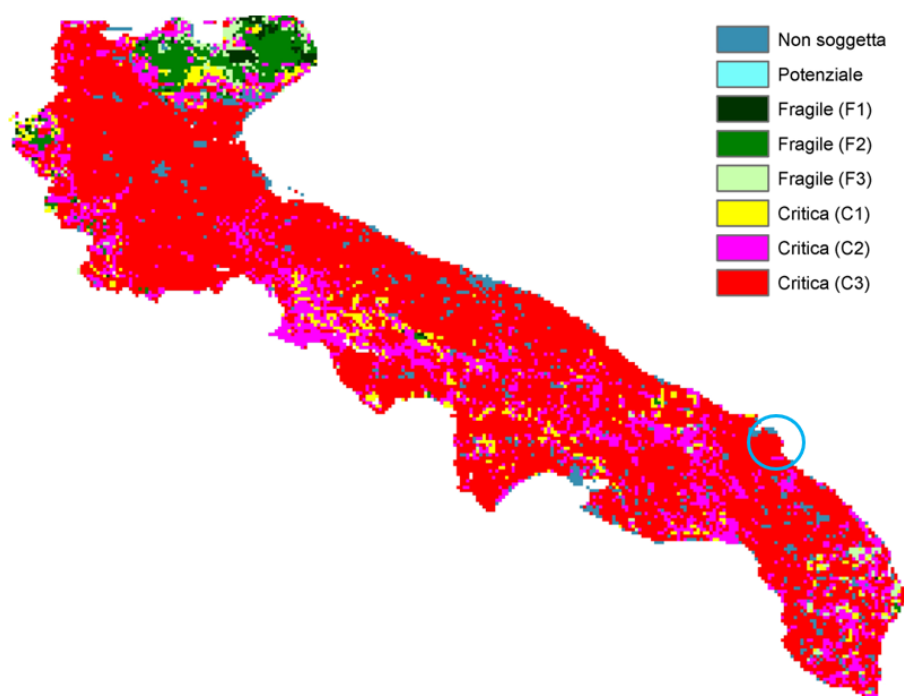 Non soggetta
Potenziale
Fragile (F1)
Fragile (F2)
Fragile (F3)
Critica (C1)
Critica (C2)
Critica (C3)